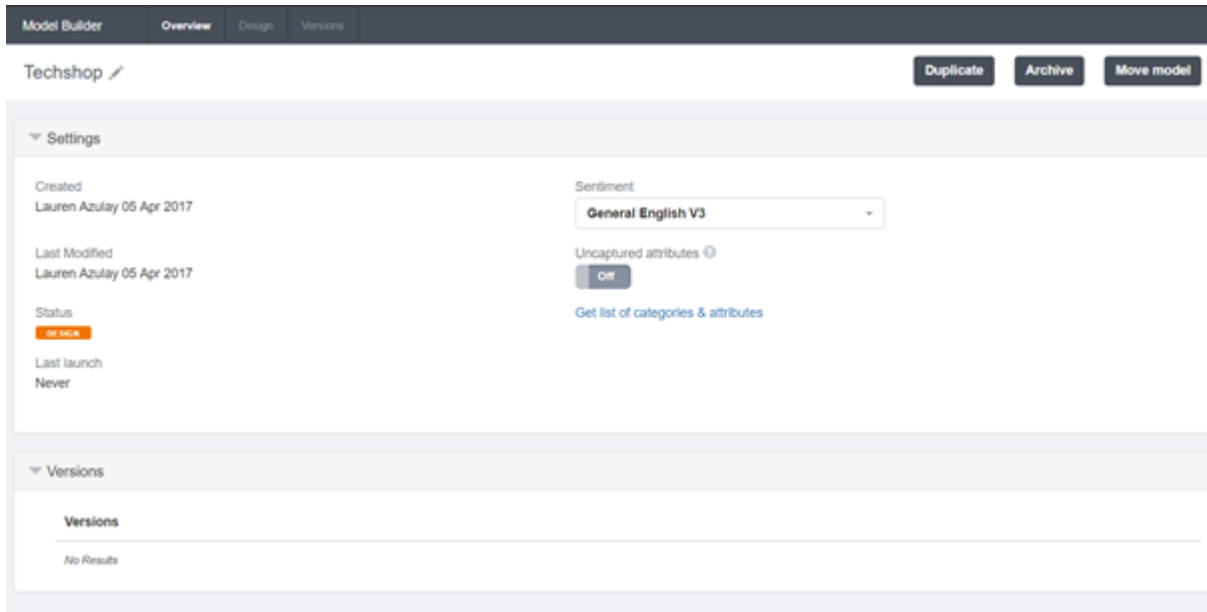 Model Builder Overview Design Versions
Techshop Duplicate Archive Move model
Settings
Created
Lauren Azulay 05 Apr 2017
Last Modified
Lauren Azulay 05 Apr 2017
Status
DESIGN
Last launch
Never
Sentiment
General English V3
Uncaptured attributes
Off
Get list of categories & attributes
Versions
Versions
No Results